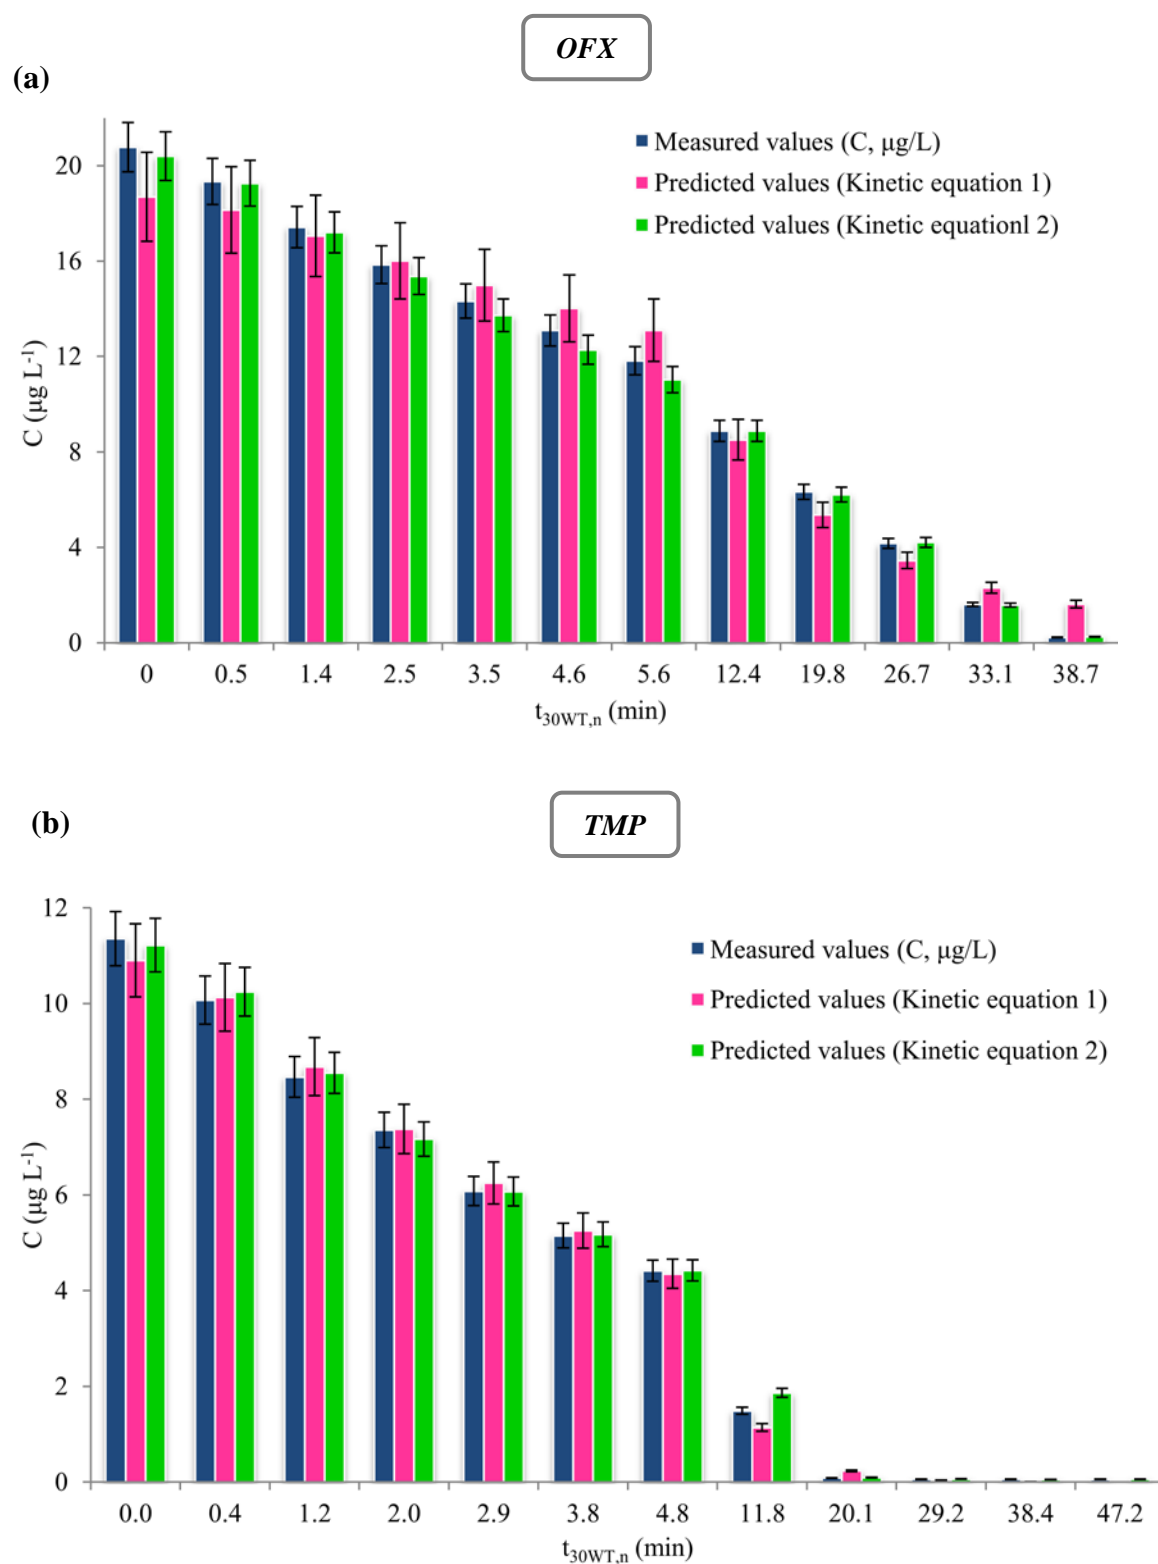 OFX
(a)
Measured values (C, µg/L)
Predicted values (Kinetic equation 1)
Predicted values (Kinetic equationl 2)
C (µg L-1)
20
16
12
8
4
0
0 0.5 1.4 2.5 3.5 4.6 5.6 12.4 19.8 26.7 33.1 38.7
t30WT,n (min)
(b)
TMP
Measured values (C, µg/L)
Predicted values (Kinetic equation 1)
Predicted values (Kinetic equation 2)
C (µg L-1)
12
10
8
6
4
2
0
0.0 0.4 1.2 2.0 2.9 3.8 4.8 11.8 20.1 29.2 38.4 47.2
t30WT,n (min)